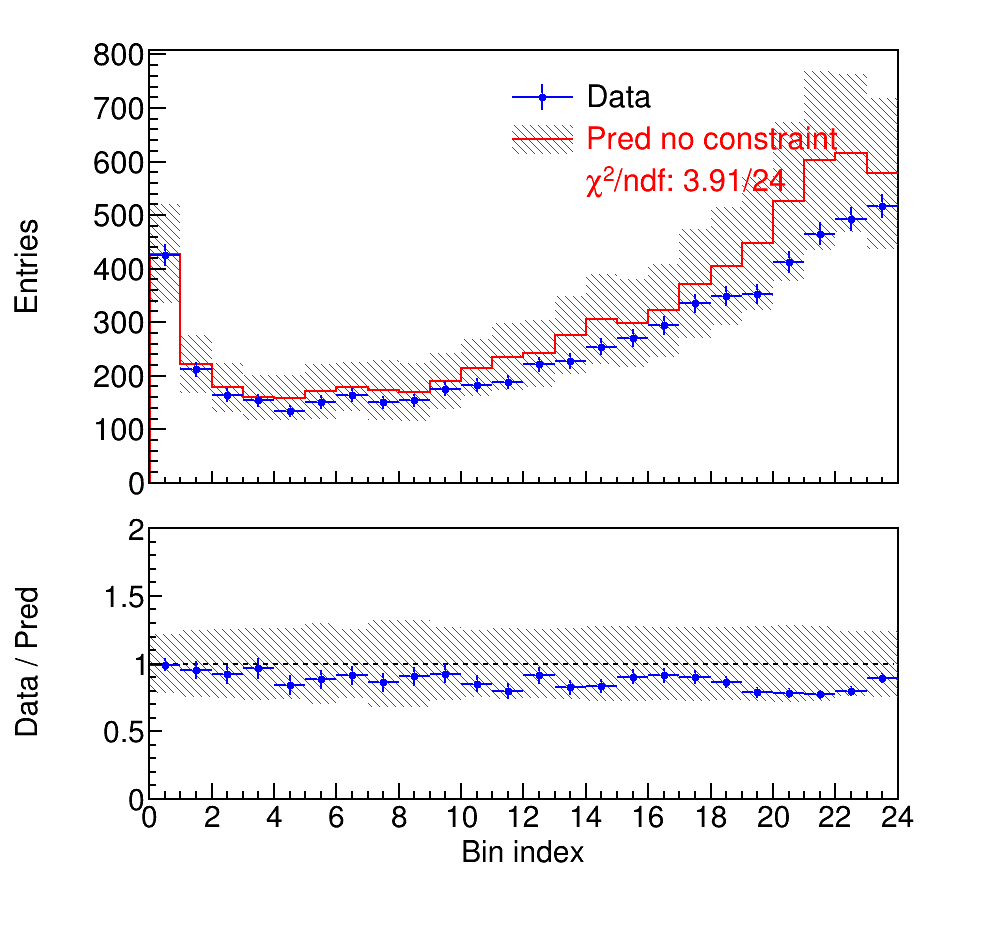 800
700
600
500
400
300
200
100
0
Entries
Data
Pred no constraint
χ²/ndf: 3.91/24
2
1.5
1
0.5
0
Data / Pred
0 2 4 6 8 10 12 14 16 18 20 22 24
Bin index